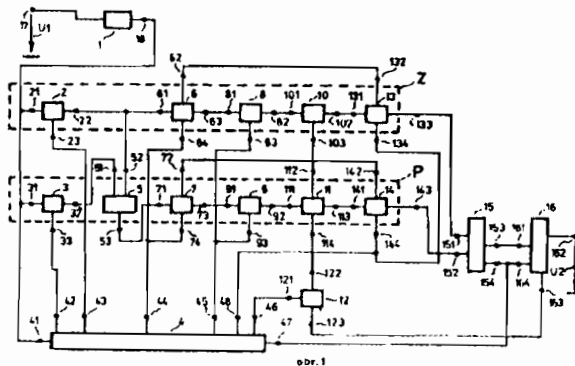 17 U1 1 18
62 132 Z
21 2 22 61 6 63 81 8 82 101 10 102 131 13 133
23 52 64 83 103 134
51 72 112 142 P
31 3 37 5 71 7 73 91 9 92 111 11 113 141 14 143
33 53 74 93 114 144 15 16
151 152 153 154 161 164 162 U2 163
122 121 12 123
42 43 44 45 48 46
41 4 47
obr.1